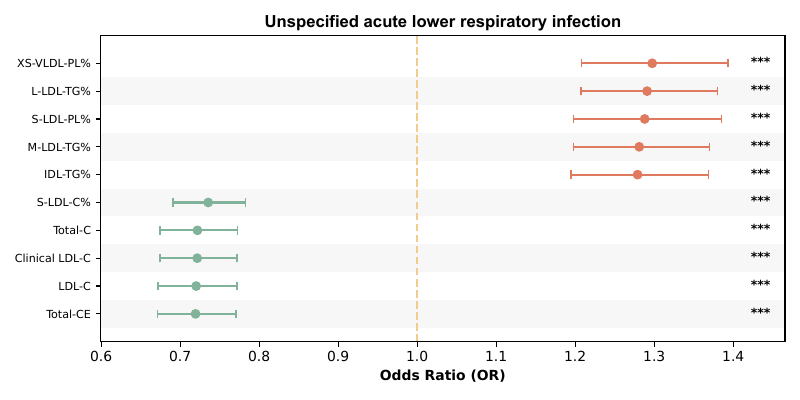 Unspecified acute lower respiratory infection
XS-VLDL-PL% ***
L-LDL-TG% ***
S-LDL-PL% ***
M-LDL-TG% ***
IDL-TG% ***
S-LDL-C% ***
Total-C ***
Clinical LDL-C ***
LDL-C ***
Total-CE ***
0.6 0.7 0.8 0.9 1.0 1.1 1.2 1.3 1.4
Odds Ratio (OR)